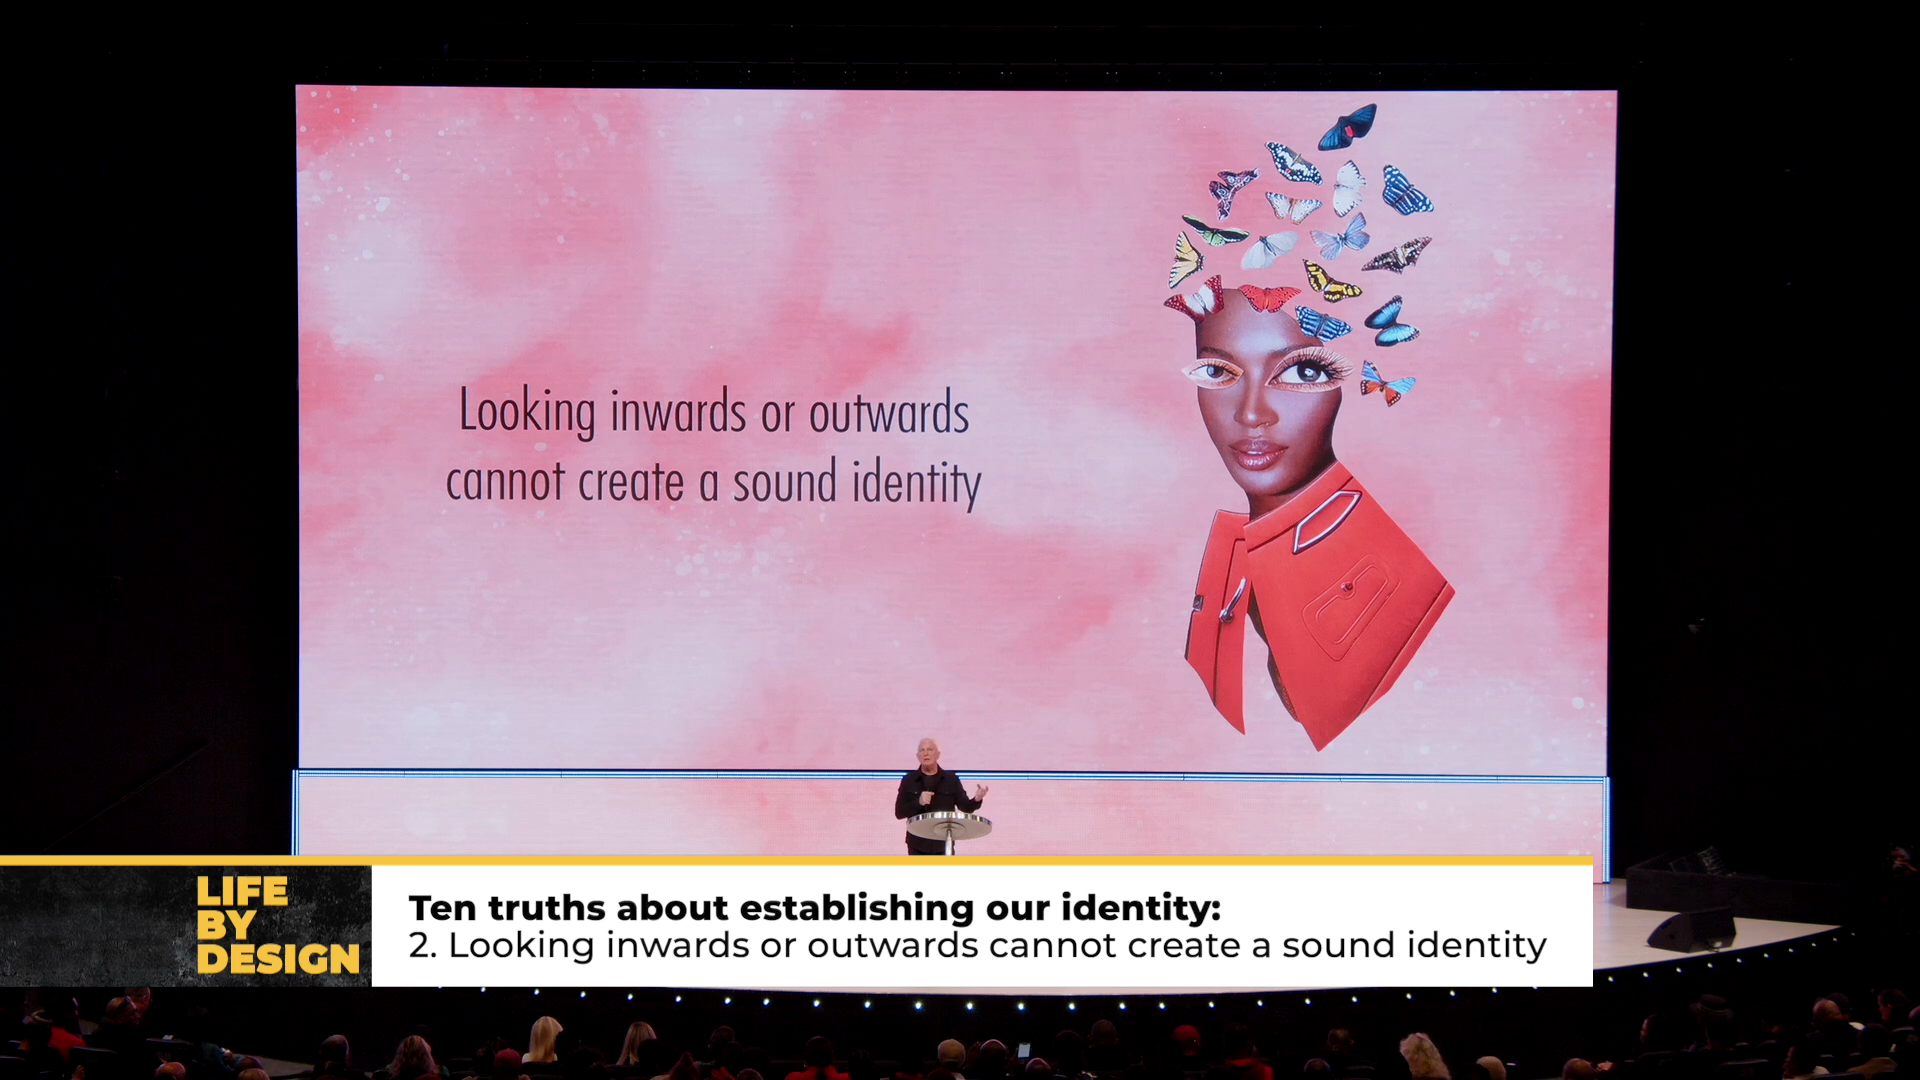 Looking inwards or outwards
cannot create a sound identity
LIFE
BY
DESIGN
Ten truths about establishing our identity:
2. Looking inwards or outwards cannot create a sound identity